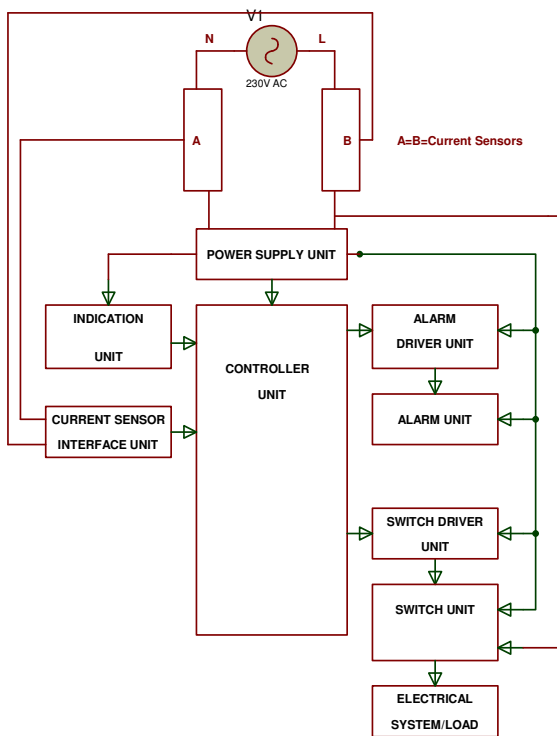 V1
N
L
230V AC
A
B
A=B=Current Sensors
POWER SUPPLY UNIT
INDICATION
UNIT
CONTROLLER
UNIT
ALARM
DRIVER UNIT
ALARM UNIT
CURRENT SENSOR
INTERFACE UNIT
SWITCH DRIVER
UNIT
SWITCH UNIT
ELECTRICAL
SYSTEM/LOAD